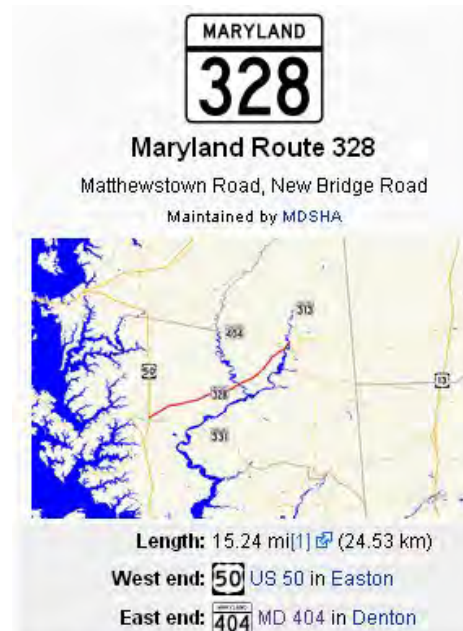 MARYLAND
328
Maryland Route 328
Matthewstown Road, New Bridge Road
Maintained by MDSHA
313
404
50
13
328
331
Length: 15.24 mi[1] (24.53 km)
West end: 50 US 50 in Easton
East end: MARYLAND 404 MD 404 in Denton